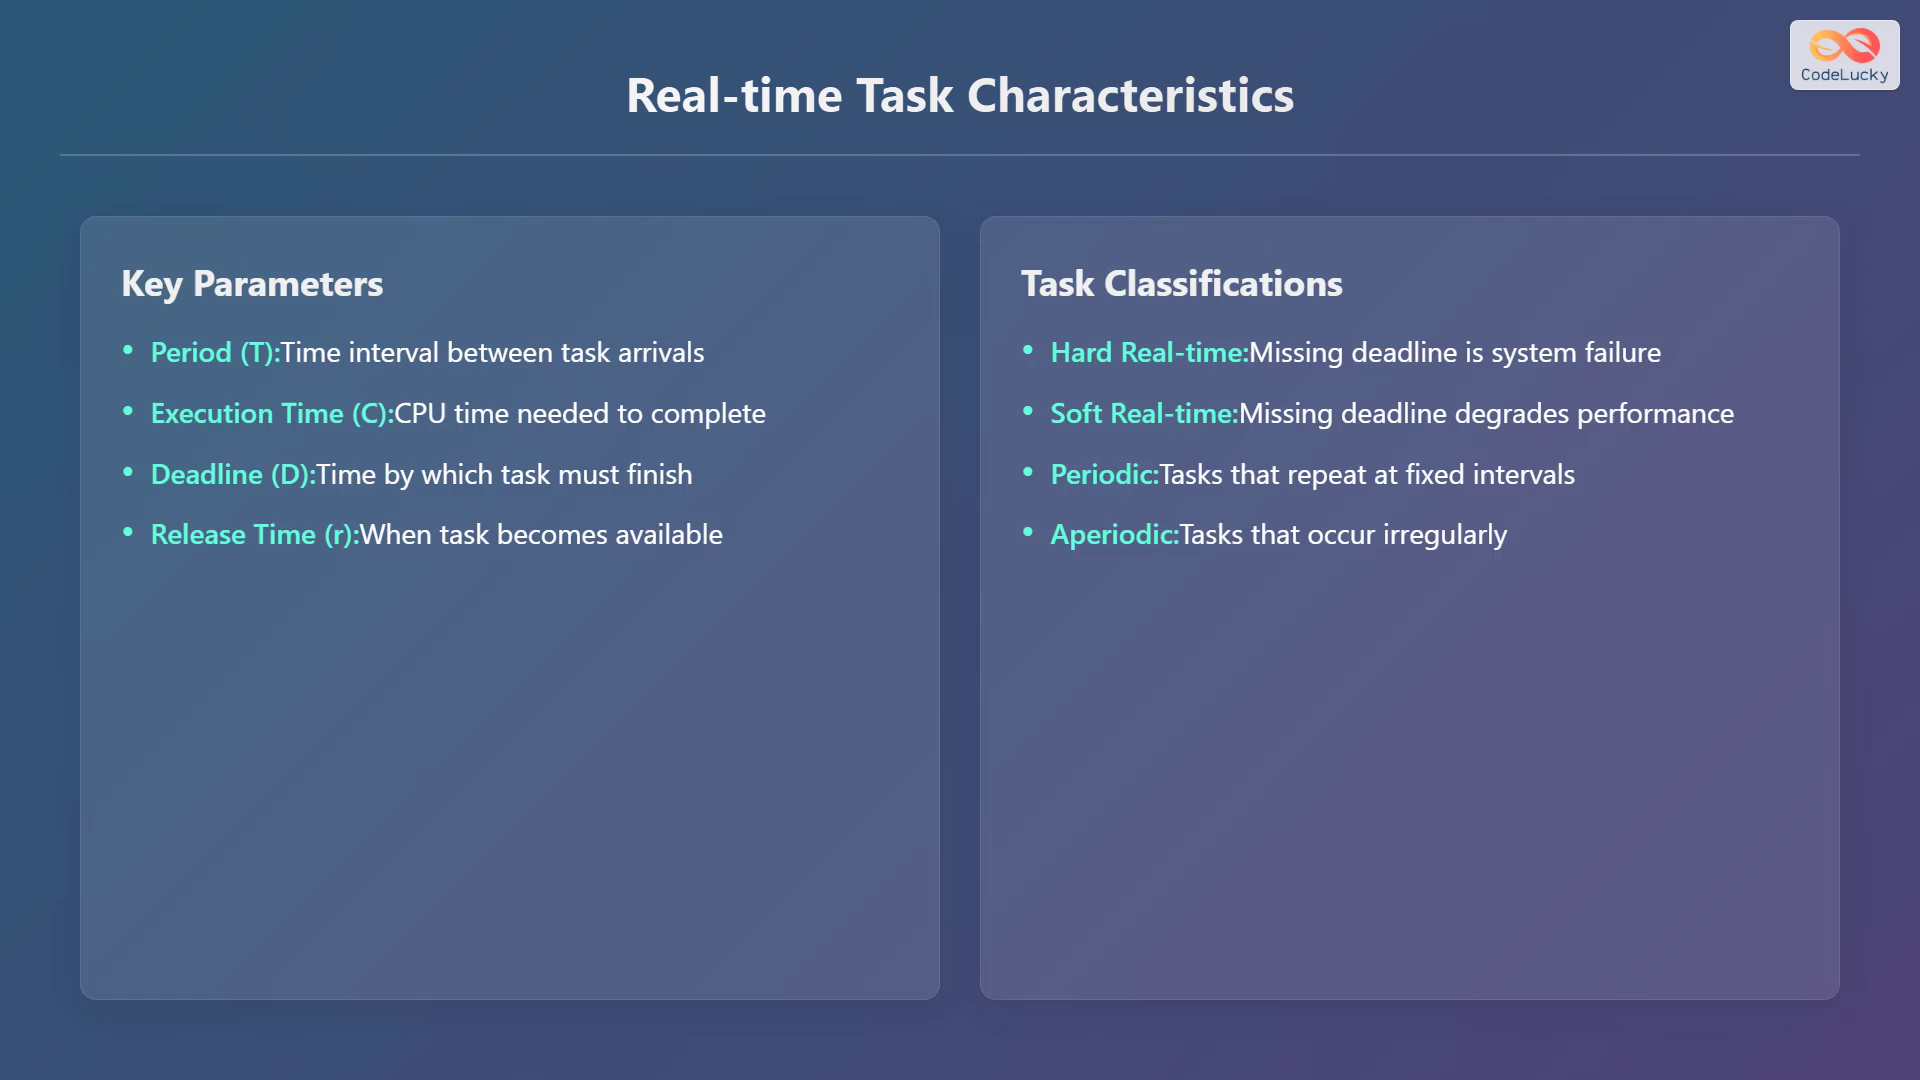 CodeLucky
Real-time Task Characteristics
Key Parameters
• Period (T):Time interval between task arrivals
• Execution Time (C):CPU time needed to complete
• Deadline (D):Time by which task must finish
• Release Time (r):When task becomes available
Task Classifications
• Hard Real-time:Missing deadline is system failure
• Soft Real-time:Missing deadline degrades performance
• Periodic:Tasks that repeat at fixed intervals
• Aperiodic:Tasks that occur irregularly